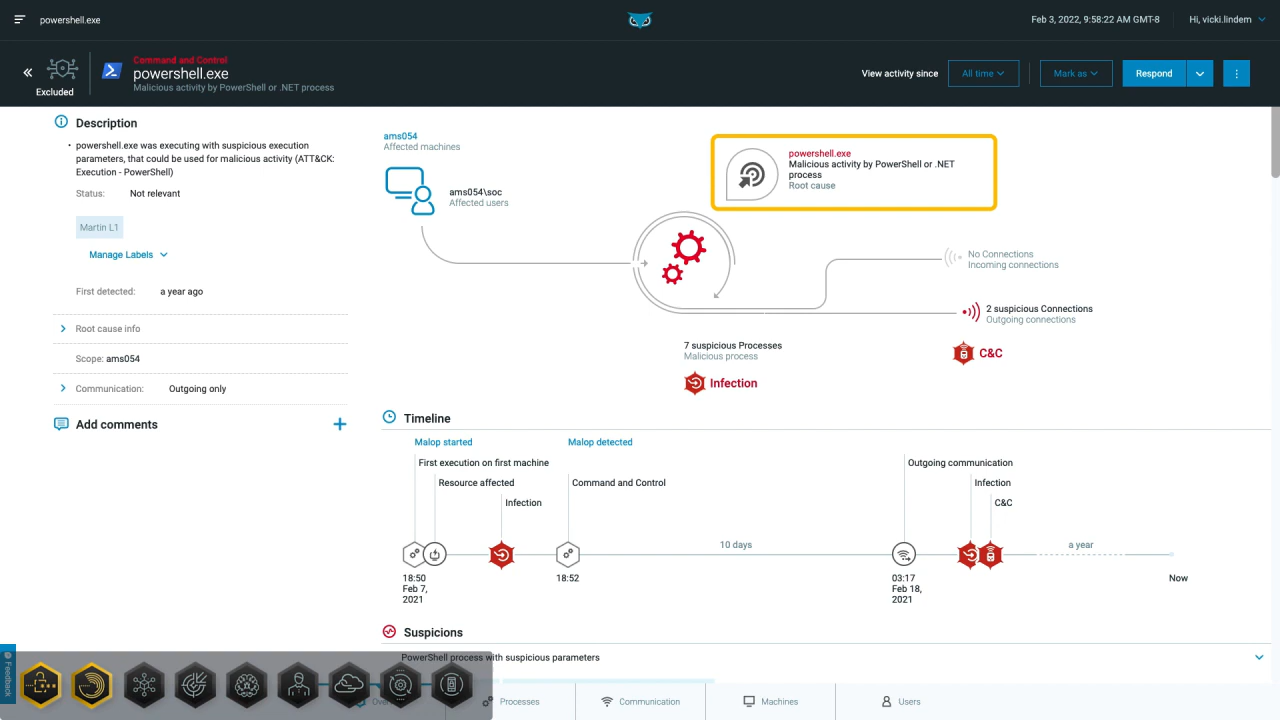 powershell.exe
Feb 3, 2022, 9:58:22 AM GMT-8
Hi, vicki.lindem
Excluded
Command and Control
powershell.exe
Malicious activity by PowerShell or .NET process
View activity since
All time
Mark as
Respond
Description
powershell.exe was executing with suspicious execution
parameters, that could be used for malicious activity (ATT&CK:
Execution - PowerShell)
Status: Not relevant
Martin L1
Manage Labels
First detected: a year ago
Root cause info
Scope: ams054
Communication: Outgoing only
Add comments
ams054
Affected machines
ams054\soc
Affected users
powershell.exe
Malicious activity by PowerShell or .NET
process
Root cause
No Connections
Incoming connections
2 suspicious Connections
Outgoing connections
C&C
7 suspicious Processes
Malicious process
Infection
Timeline
Malop started
Malop detected
First execution on first machine
Outgoing communication
Resource affected
Command and Control
Infection
Infection
C&C
10 days
a year
18:50
Feb 7,
2021
18:52
03:17
Feb 18,
2021
Now
Suspicions
PowerShell process with suspicious parameters
Feedback
Processes
Communication
Machines
Users